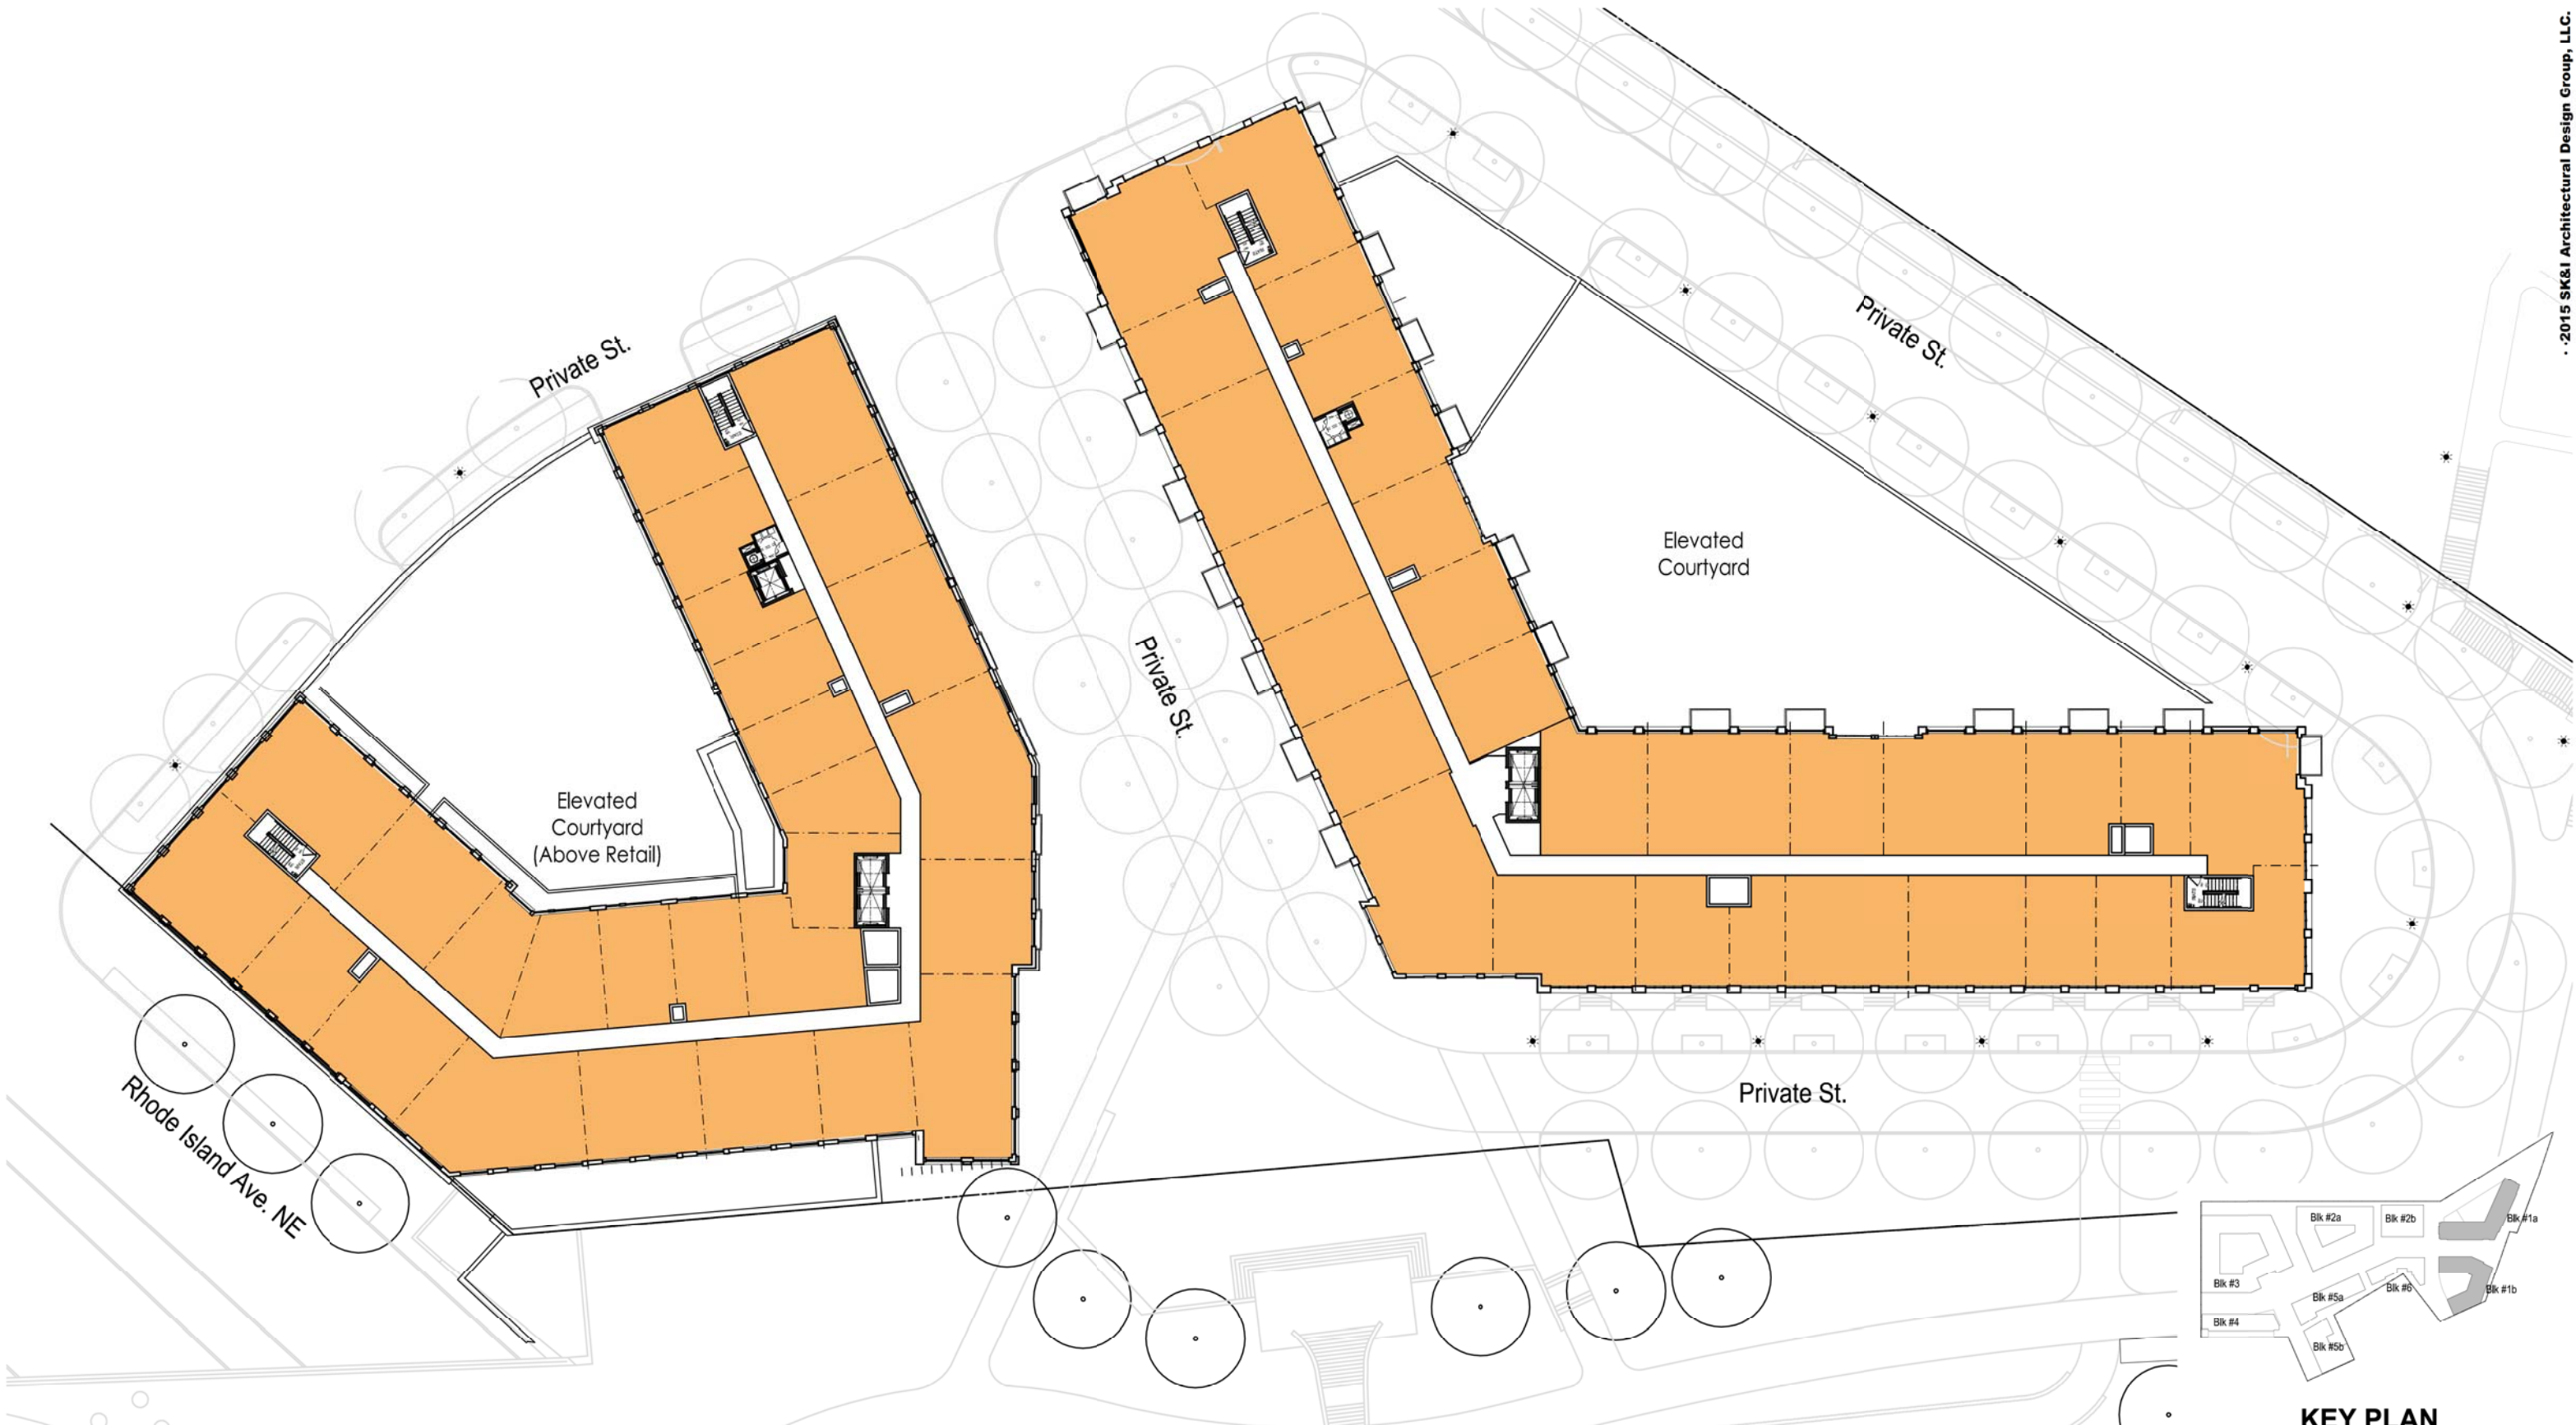 ··2015 SK&I Architectural Design Group, LLC.
Private St.
Private St.
Elevated
Courtyard
Private St.
Elevated
Courtyard
(Above Retail)
Rhode Island Ave. NE
Private St.
Blk #2a
Blk #2b
Blk #1a
Blk #3
Blk #6
Blk #1b
Blk #5a
Blk #4
Blk #5b
KEY PLAN